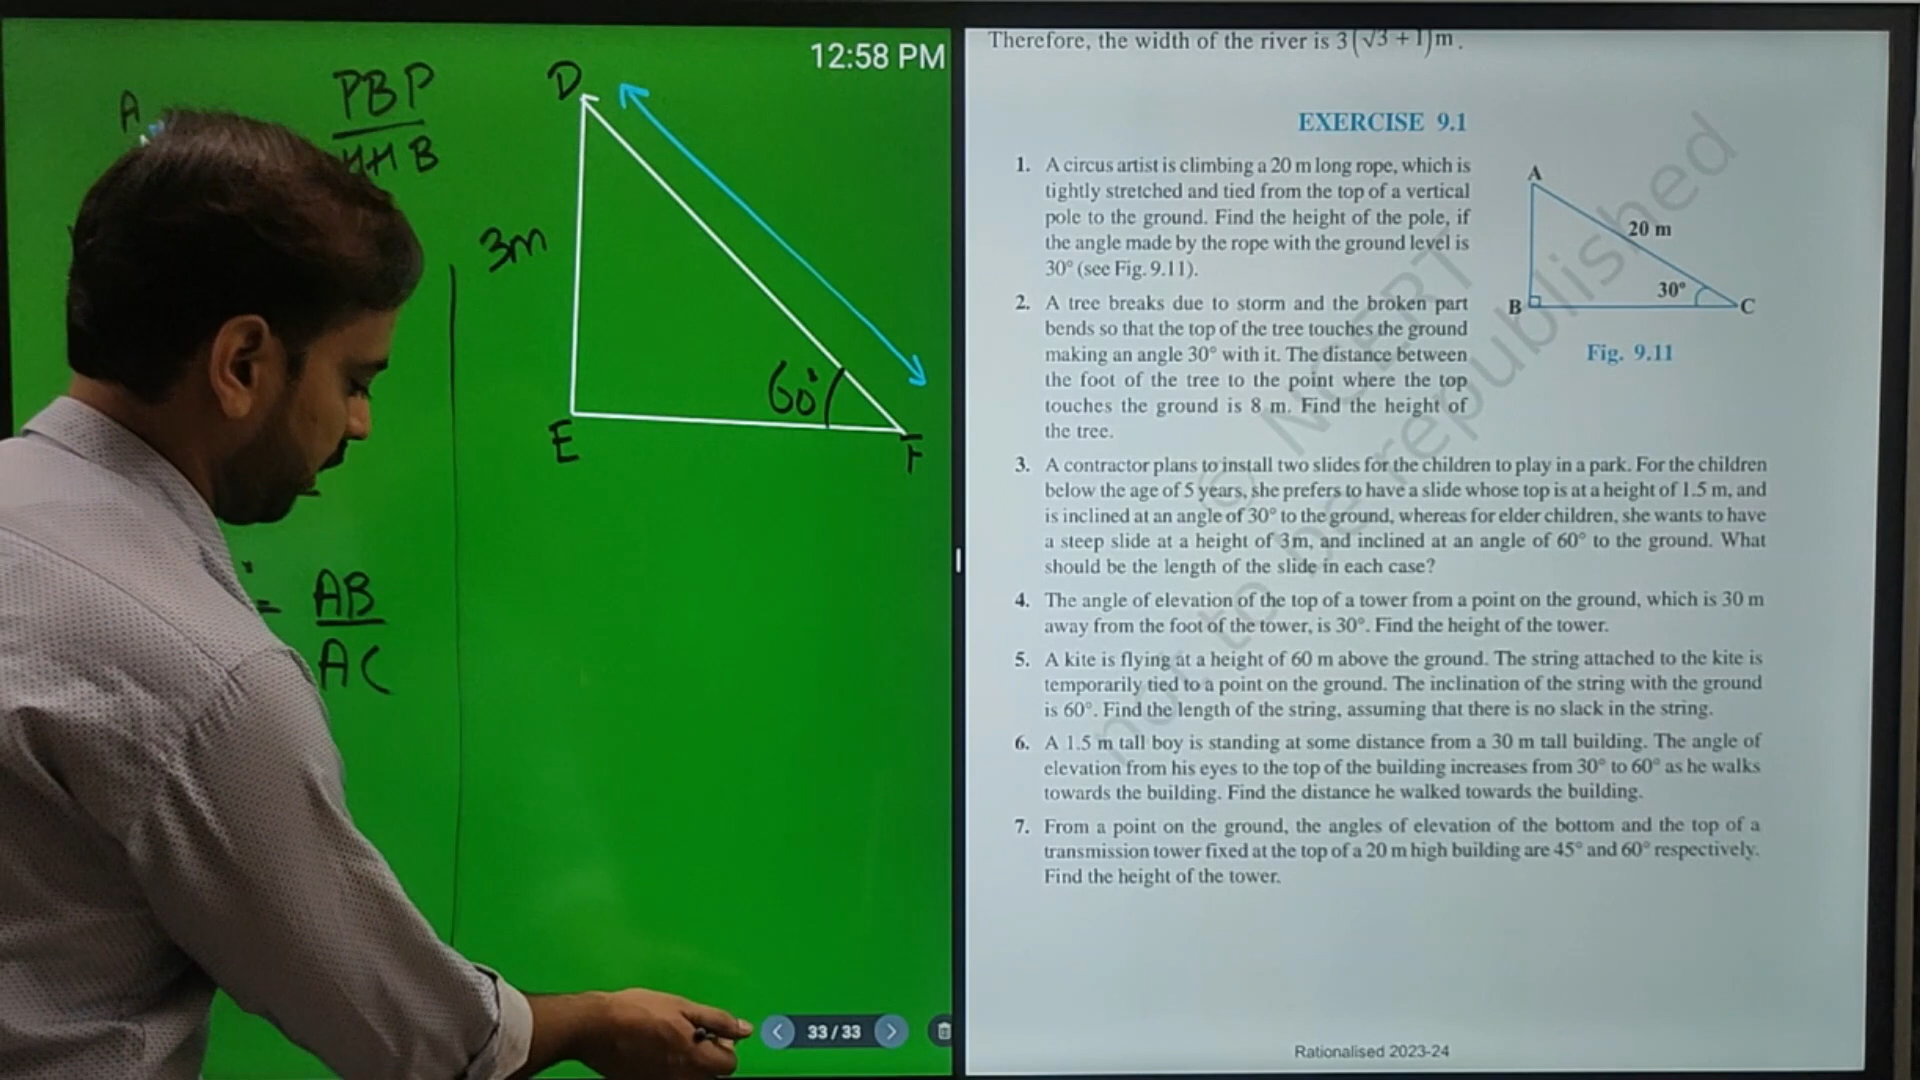 12:58 PM
A
PBP
HHB
D
3m
60°
E
F
= AB
AC
33/33
Therefore, the width of the river is 3(√3 + 1)m.
EXERCISE 9.1
1. A circus artist is climbing a 20 m long rope, which is
tightly stretched and tied from the top of a vertical
pole to the ground. Find the height of the pole, if
the angle made by the rope with the ground level is
30° (see Fig. 9.11).
A
20 m
30°
B
C
Fig. 9.11
2. A tree breaks due to storm and the broken part
bends so that the top of the tree touches the ground
making an angle 30° with it. The distance between
the foot of the tree to the point where the top
touches the ground is 8 m. Find the height of
the tree.
3. A contractor plans to install two slides for the children to play in a park. For the children
below the age of 5 years, she prefers to have a slide whose top is at a height of 1.5 m, and
is inclined at an angle of 30° to the ground, whereas for elder children, she wants to have
a steep slide at a height of 3m, and inclined at an angle of 60° to the ground. What
should be the length of the slide in each case?
4. The angle of elevation of the top of a tower from a point on the ground, which is 30 m
away from the foot of the tower, is 30°. Find the height of the tower.
5. A kite is flying at a height of 60 m above the ground. The string attached to the kite is
temporarily tied to a point on the ground. The inclination of the string with the ground
is 60°. Find the length of the string, assuming that there is no slack in the string.
6. A 1.5 m tall boy is standing at some distance from a 30 m tall building. The angle of
elevation from his eyes to the top of the building increases from 30° to 60° as he walks
towards the building. Find the distance he walked towards the building.
7. From a point on the ground, the angles of elevation of the bottom and the top of a
transmission tower fixed at the top of a 20 m high building are 45° and 60° respectively.
Find the height of the tower.
© NCERT
not to be republished
Rationalised 2023-24